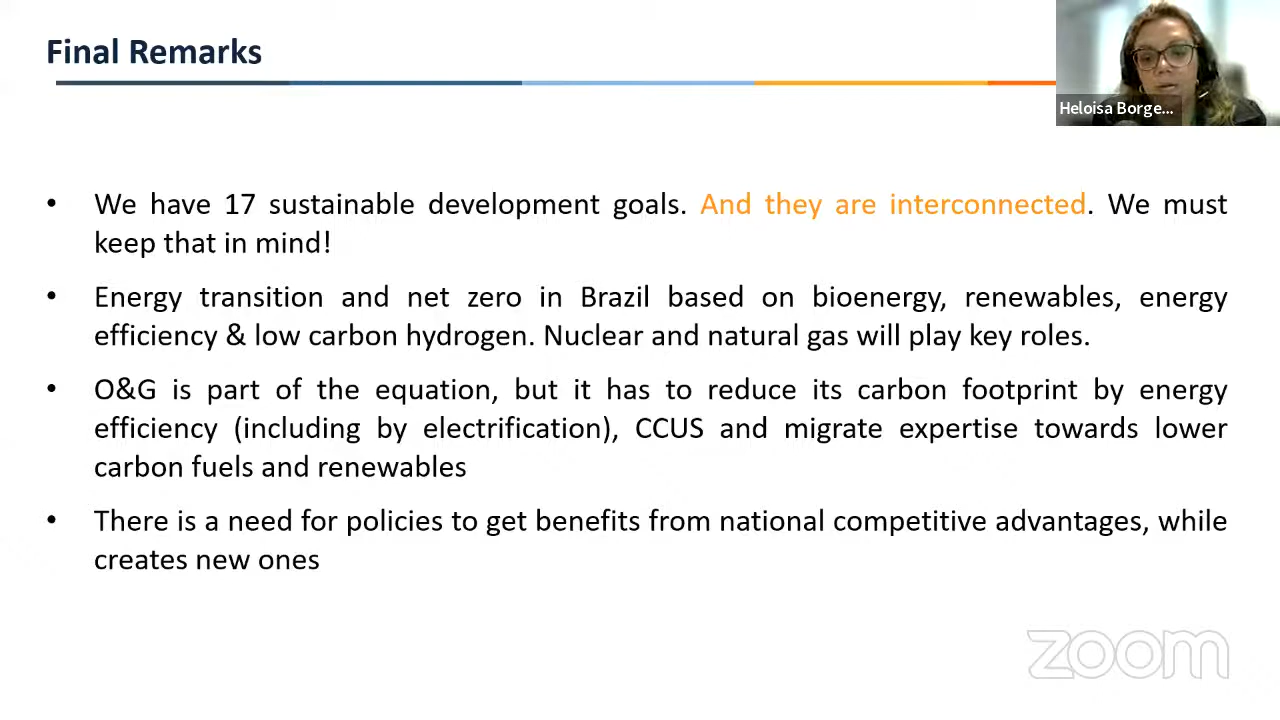 Final Remarks
Heloisa Borge...
• We have 17 sustainable development goals. And they are interconnected. We must
keep that in mind!
• Energy transition and net zero in Brazil based on bioenergy, renewables, energy
efficiency & low carbon hydrogen. Nuclear and natural gas will play key roles.
• O&G is part of the equation, but it has to reduce its carbon footprint by energy
efficiency (including by electrification), CCUS and migrate expertise towards lower
carbon fuels and renewables
• There is a need for policies to get benefits from national competitive advantages, while
creates new ones
zoom